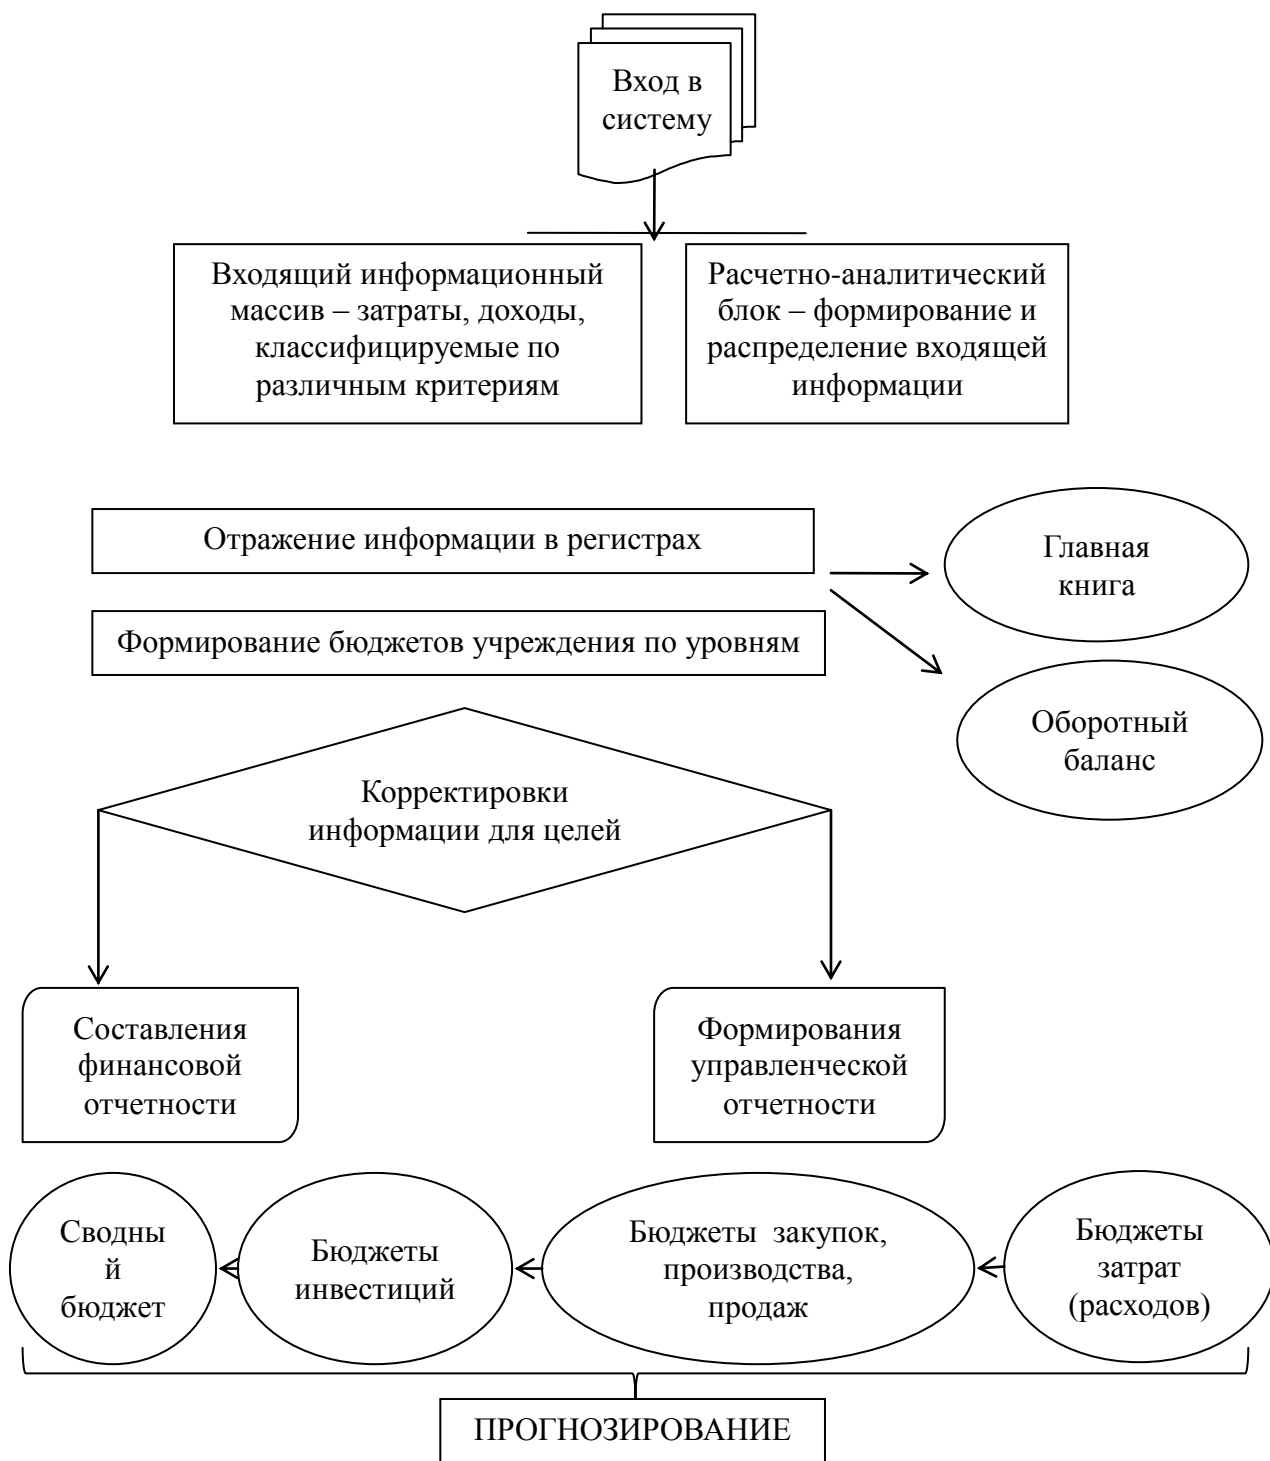 Вход в
систему
Входящий информационный
массив – затраты, доходы,
классифицируемые по
различным критериям
Расчетно-аналитический
блок – формирование и
распределение входящей
информации
Отражение информации в регистрах
Главная
книга
Формирование бюджетов учреждения по уровням
Оборотный
баланс
Корректировки
информации для целей
Составления
финансовой
отчетности
Формирования
управленческой
отчетности
Сводны
й
бюджет
Бюджеты
инвестиций
Бюджеты закупок,
производства,
продаж
Бюджеты
затрат
(расходов)
ПРОГНОЗИРОВАНИЕ